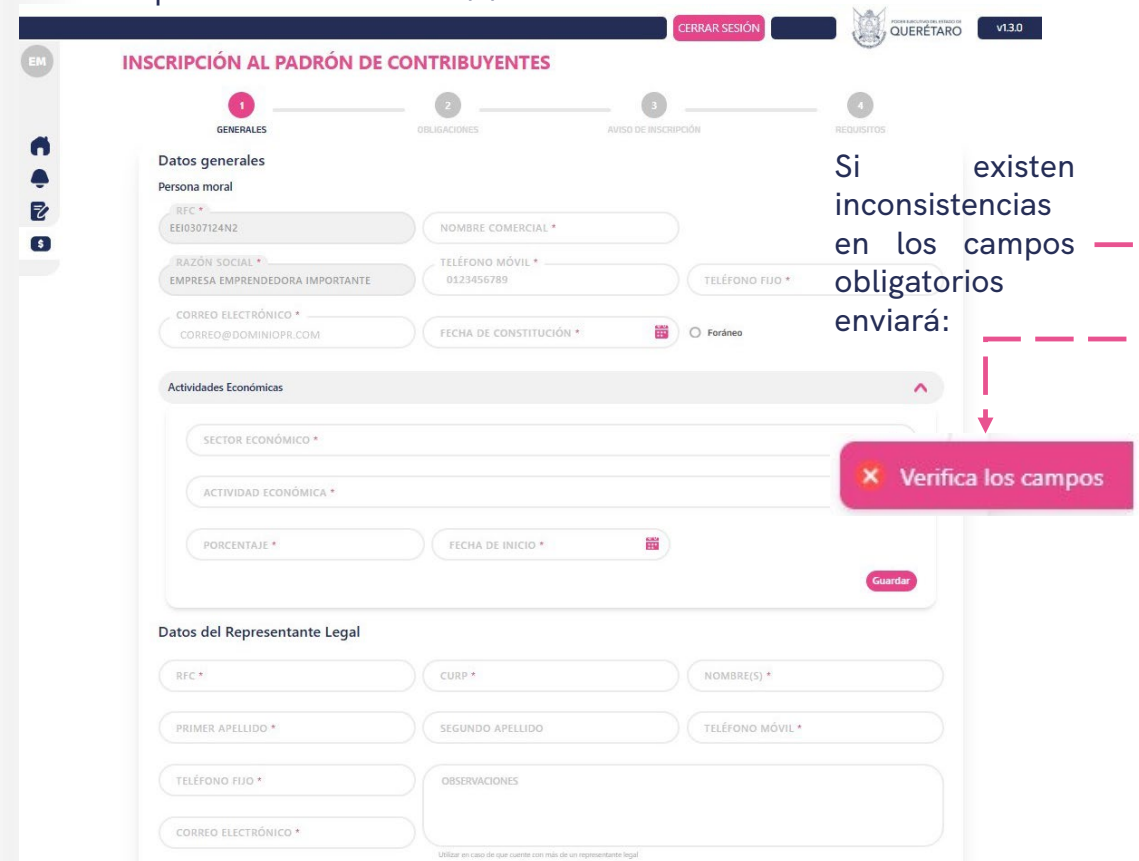 CERRAR SESIÓN
PODER EJECUTIVO DEL ESTADO DE
QUERÉTARO
v1.3.0
EM
INSCRIPCIÓN AL PADRÓN DE CONTRIBUYENTES
1
2
3
4
GENERALES
OBLIGACIONES
AVISO DE INSCRIPCIÓN
REQUISITOS
Datos generales
Persona moral
RFC *
EEI0307124N2
NOMBRE COMERCIAL *
RAZÓN SOCIAL *
EMPRESA EMPRENDEDORA IMPORTANTE
TELÉFONO MÓVIL *
0123456789
TELÉFONO FIJO *
CORREO ELECTRÓNICO *
CORREO@DOMINIOPR.COM
FECHA DE CONSTITUCIÓN *
Foráneo
Si existen
inconsistencias
en los campos
obligatorios
enviará:
Actividades Económicas
SECTOR ECONÓMICO *
ACTIVIDAD ECONÓMICA *
Verifica los campos
PORCENTAJE *
FECHA DE INICIO *
Guardar
Datos del Representante Legal
RFC *
CURP *
NOMBRE(S) *
PRIMER APELLIDO *
SEGUNDO APELLIDO
TELÉFONO MÓVIL *
TELÉFONO FIJO *
OBSERVACIONES
CORREO ELECTRÓNICO *
Utilizar en caso de que cuente con más de un representante legal